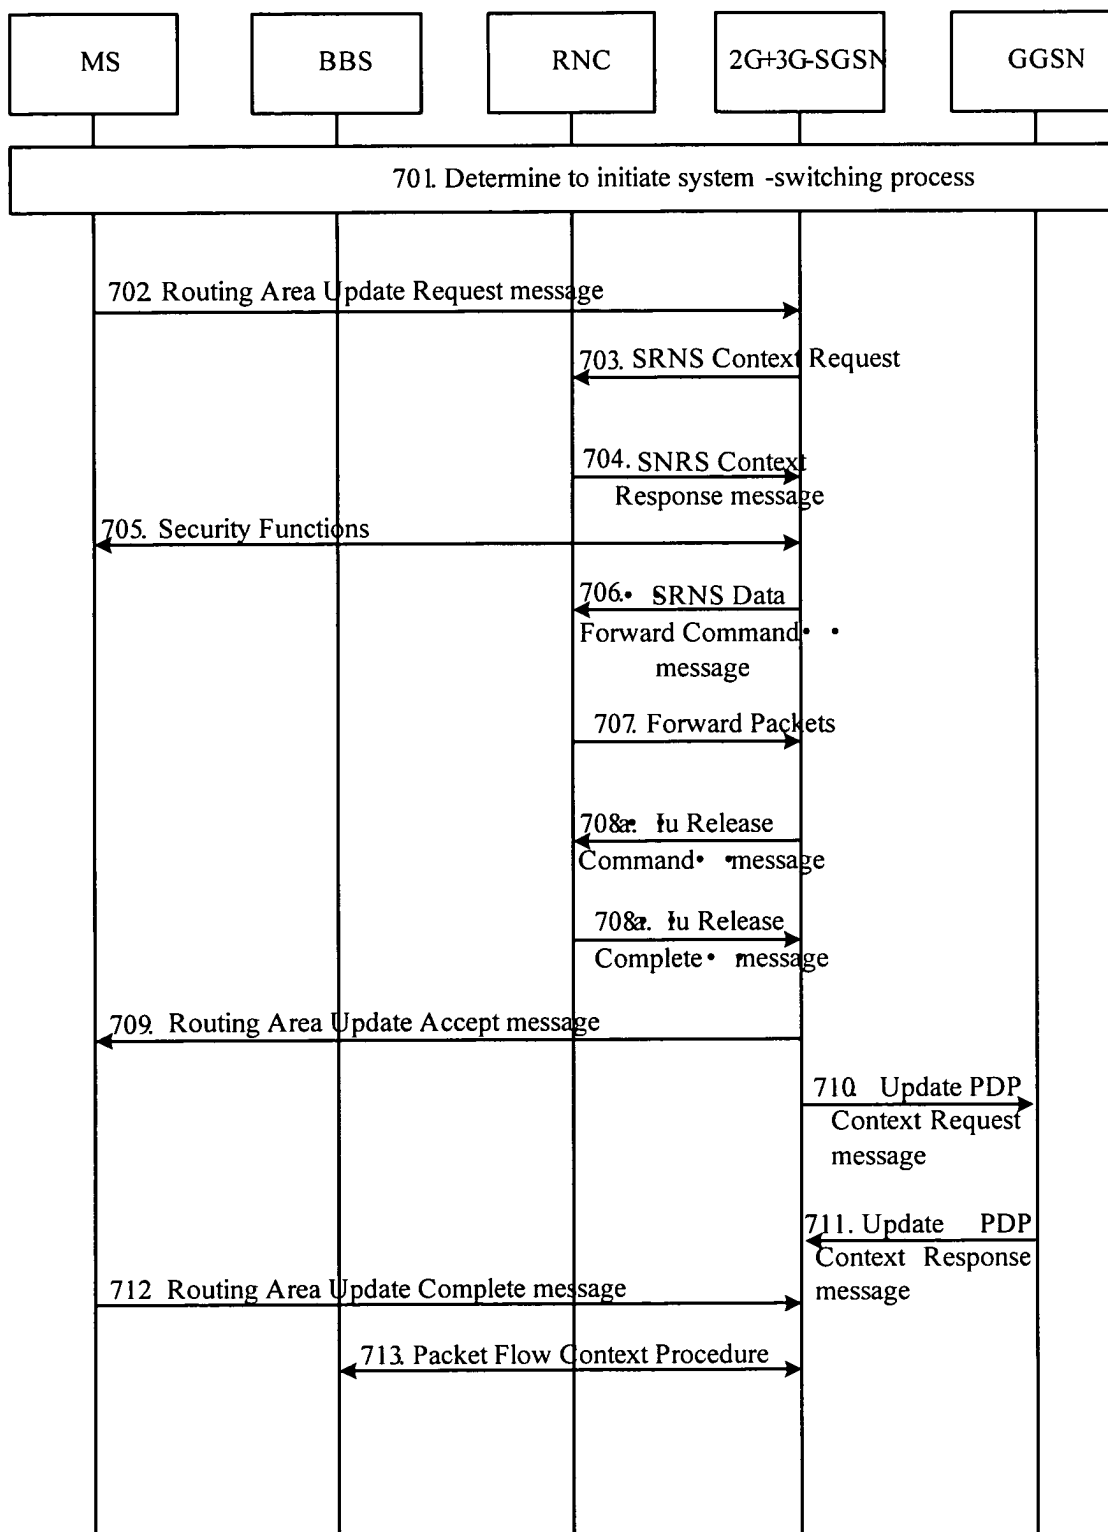 MS BBS RNC 2G+3G-SGSN GGSN
701. Determine to initiate system -switching process
702. Routing Area Update Request message
703. SRNS Context Request
704. SNRS Context
Response message
705. Security Functions
706.• • SRNS Data
Forward Command• •
message
707. Forward Packets
708a.• • Iu Release
Command• •message
708a. • Iu Release
Complete• •message
709. Routing Area Update Accept message
710. Update PDP
Context Request
message
711. Update PDP
Context Response
message
712 Routing Area Update Complete message
713. Packet Flow Context Procedure